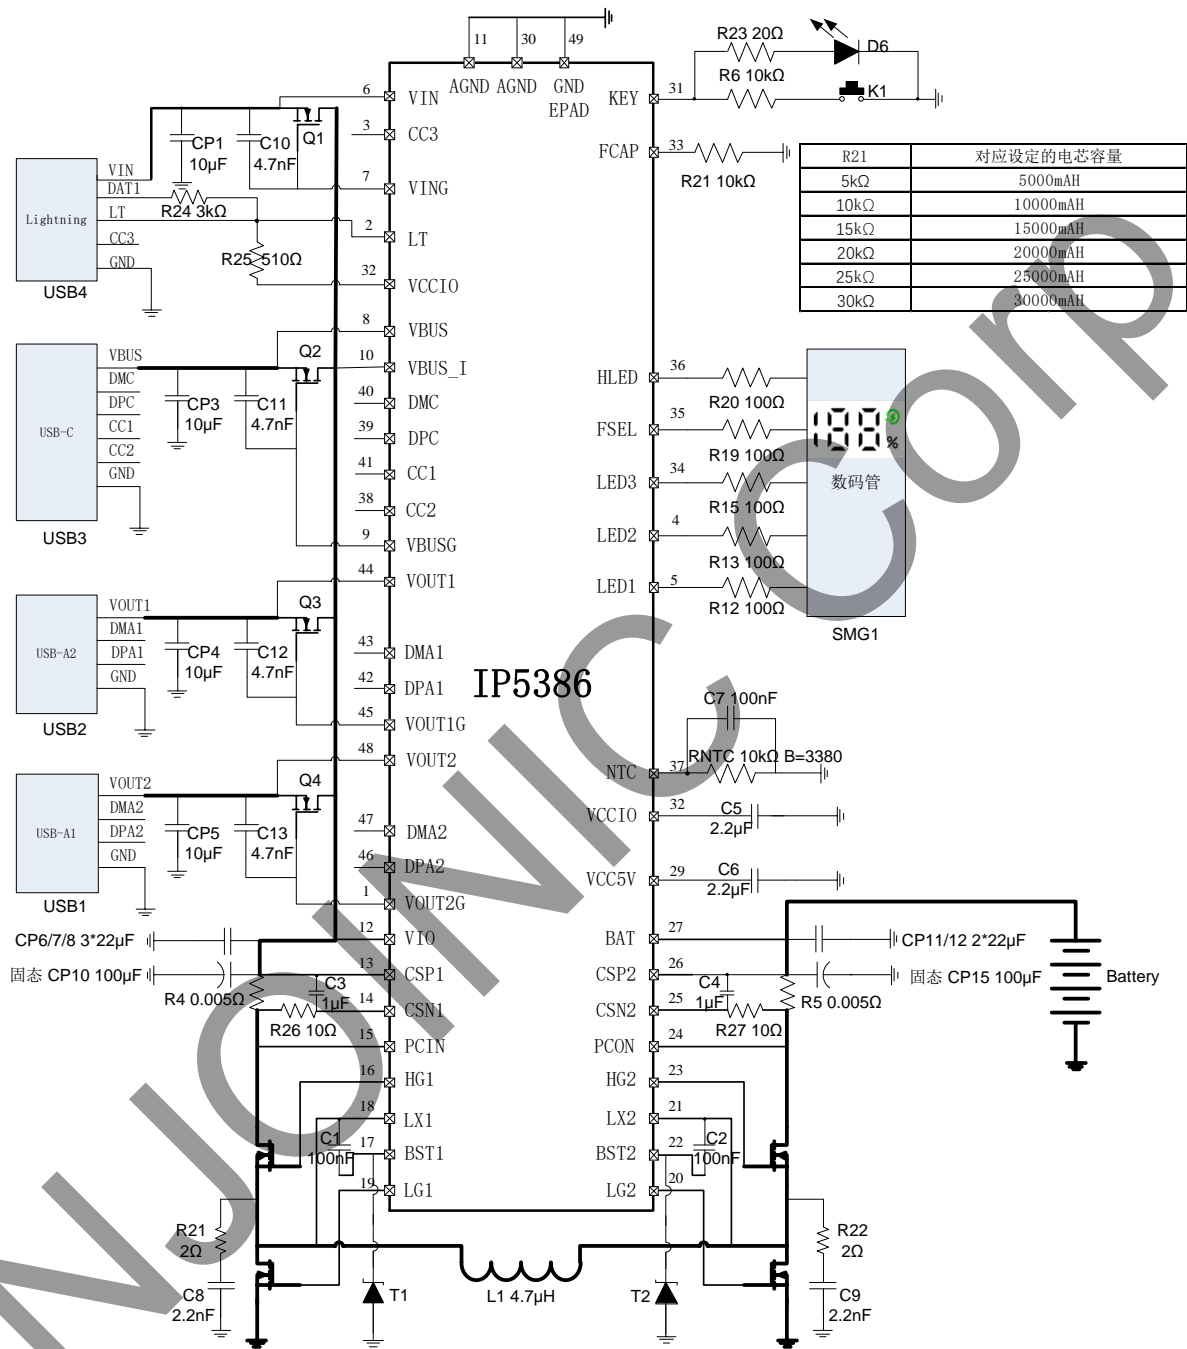 11
30
49
AGND
AGND
GND
EPAD
6
VIN
3
CC3
7
VING
2
LT
32
VCCIO
8
VBUS
10
VBUS_I
40
DMC
39
DPC
41
CC1
38
CC2
9
VBUSG
44
VOUT1
43
DMA1
42
DPA1
45
VOUT1G
48
VOUT2
47
DMA2
46
DPA2
1
VOUT2G
12
VIO
13
CSP1
14
CSN1
15
PCIN
16
HG1
18
LX1
17
BST1
19
LG1
IP5386
KEY
31
FCAP
33
HLED
36
FSEL
35
LED3
34
LED2
4
LED1
5
NTC
37
VCCIO
32
VCC5V
29
BAT
27
CSP2
26
CSN2
25
PCON
24
HG2
23
LX2
21
BST2
22
LG2
20
Lightning
VIN
DAT1
LT
CC3
GND
USB4
CP1
10μF
C10
4.7nF
Q1
R24 3kΩ
R25 510Ω
USB-C
VBUS
DMC
DPC
CC1
CC2
GND
USB3
CP3
10μF
C11
4.7nF
Q2
USB-A2
VOUT1
DMA1
DPA1
GND
USB2
CP4
10μF
C12
4.7nF
Q3
USB-A1
VOUT2
DMA2
DPA2
GND
USB1
CP5
10μF
C13
4.7nF
Q4
CP6/7/8 3*22μF
固态 CP10 100μF
R4 0.005Ω
C3
1μF
R26 10Ω
C1
100nF
R21
2Ω
C8
2.2nF
T1
L1 4.7μH
T2
R23 20Ω
D6
R6 10kΩ
K1
R21 10kΩ
R21 对应设定的电芯容量
5kΩ 5000mAH
10kΩ 10000mAH
15kΩ 15000mAH
20kΩ 20000mAH
25kΩ 25000mAH
30kΩ 30000mAH
R20 100Ω
R19 100Ω
R15 100Ω
R13 100Ω
R12 100Ω
188
%
数码管
SMG1
C7 100nF
RNTC 10kΩ B=3380
C5
2.2μF
C6
2.2μF
CP11/12 2*22μF
固态 CP15 100μF
Battery
C4
1μF
R5 0.005Ω
R27 10Ω
C2
100nF
R22
2Ω
C9
2.2nF
NJOINIC Corp